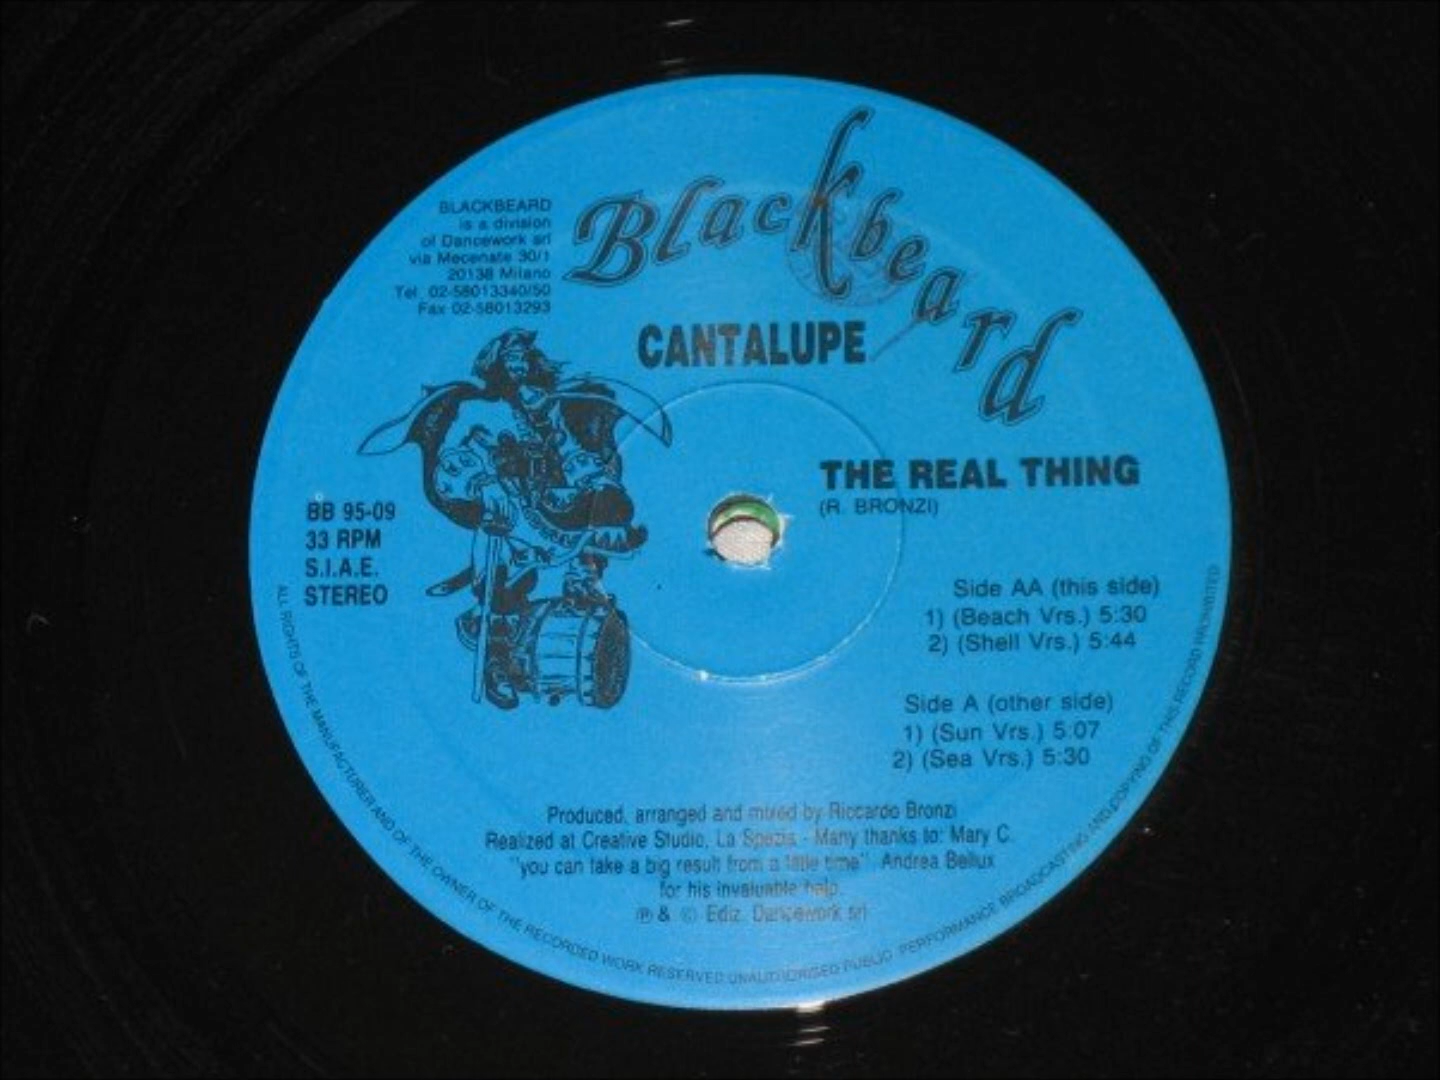 Blackbeard
BLACKBEARD
is a division
of Dancework srl
via Mecenate 30/1
20138 Milano
Tel. 02-58013340/50
Fax 02-58013293
CANTALUPE
THE REAL THING
(R. BRONZI)
BB 95-09
33 RPM
S.I.A.E.
STEREO
Side AA (this side)
1) (Beach Vrs.) 5:30
2) (Shell Vrs.) 5:44
Side A (other side)
1) (Sun Vrs.) 5:07
2) (Sea Vrs.) 5:30
Produced, arranged and mixed by Riccardo Bronzi
Realized at Creative Studio, La Spezia - Many thanks to: Mary C.
"you can take a big result from a little time", Andrea Bellux
for his invaluable help.
℗ & © Ediz. Dancework srl
ALL RIGHTS OF THE MANUFACTURER AND OF THE OWNER OF THE RECORDED WORK RESERVED UNAUTHORISED PUBLIC PERFORMANCE BROADCASTING AND COPYING OF THIS RECORD PROHIBITED